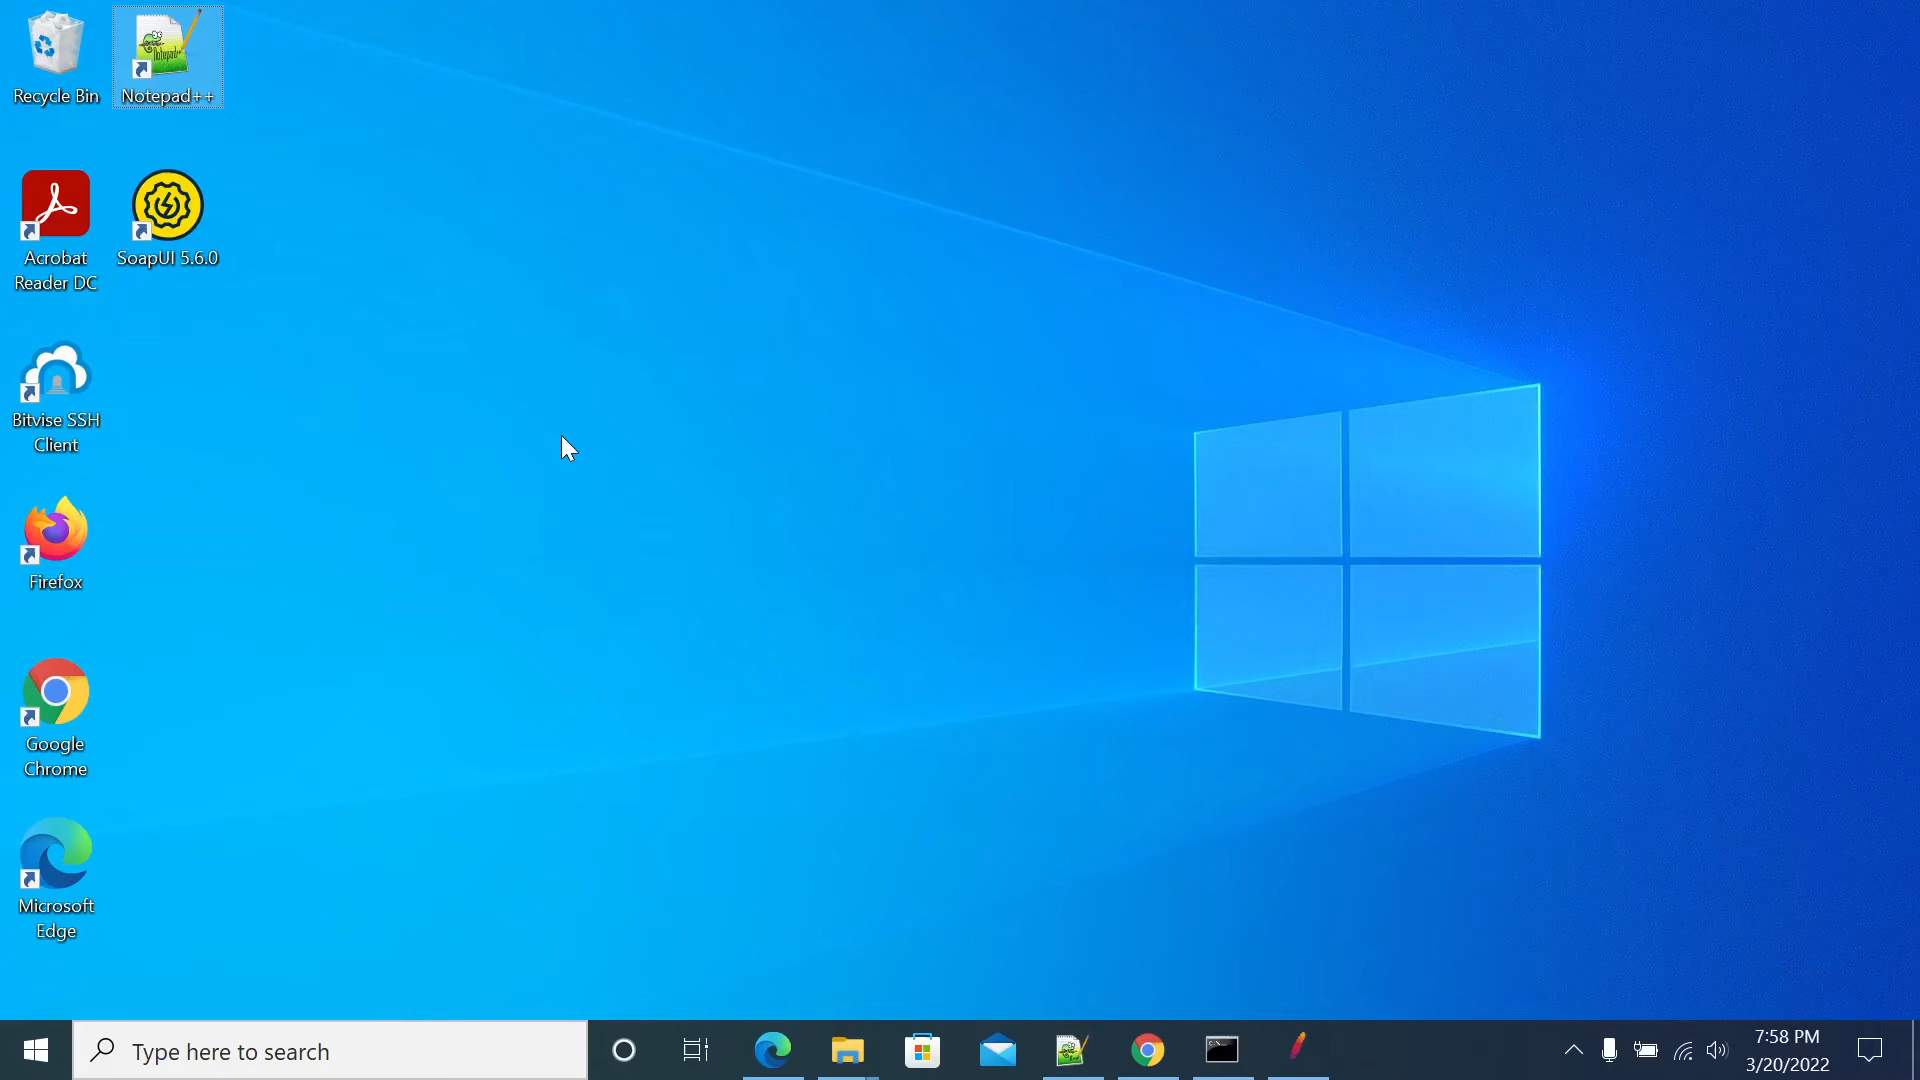 Recycle Bin
Notepad++
Acrobat
Reader DC
SoapUI 5.6.0
Bitvise SSH
Client
Firefox
Google
Chrome
Microsoft
Edge
Type here to search
7:58 PM
3/20/2022